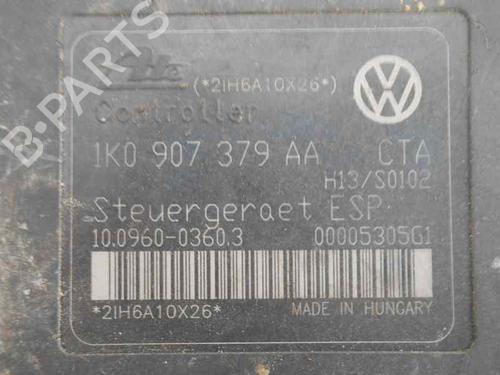 Ate (*2IH6A10X26*)
Controller
1K0 907 379 AA CTA
H13/S0102
Steuergeraet ESP
10.0960-0360.3 00005305G1
*2IH6A10X26* MADE IN HUNGARY
B-PARTS